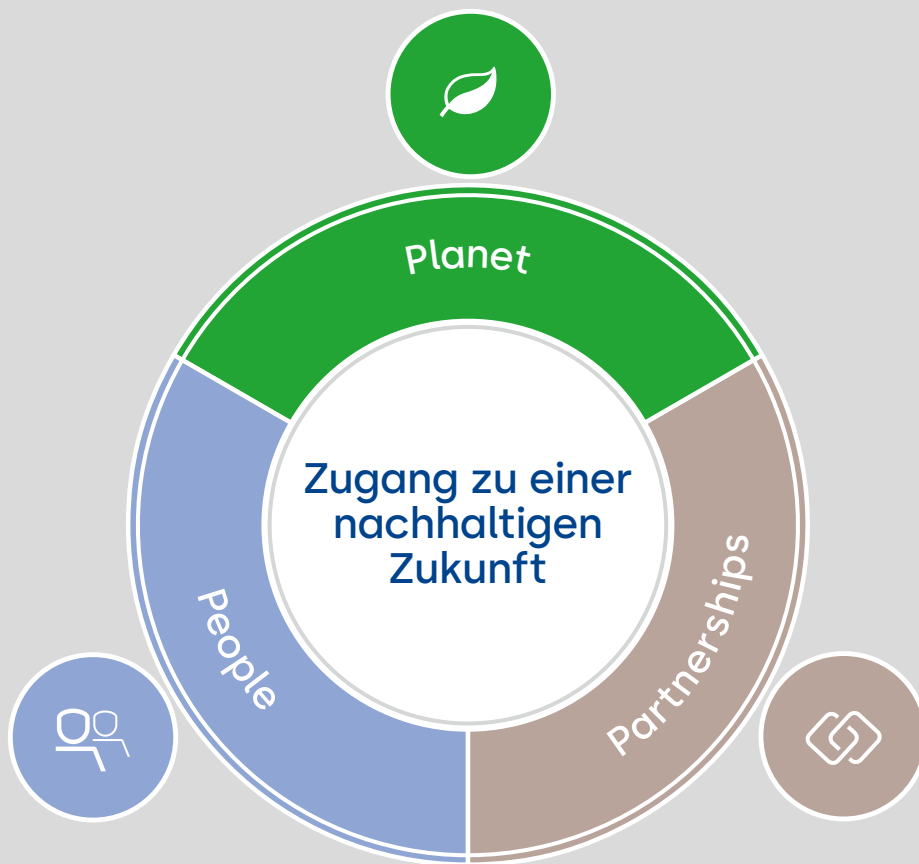 Planet
Zugang zu einer
nachhaltigen
Zukunft
People
Partnerships